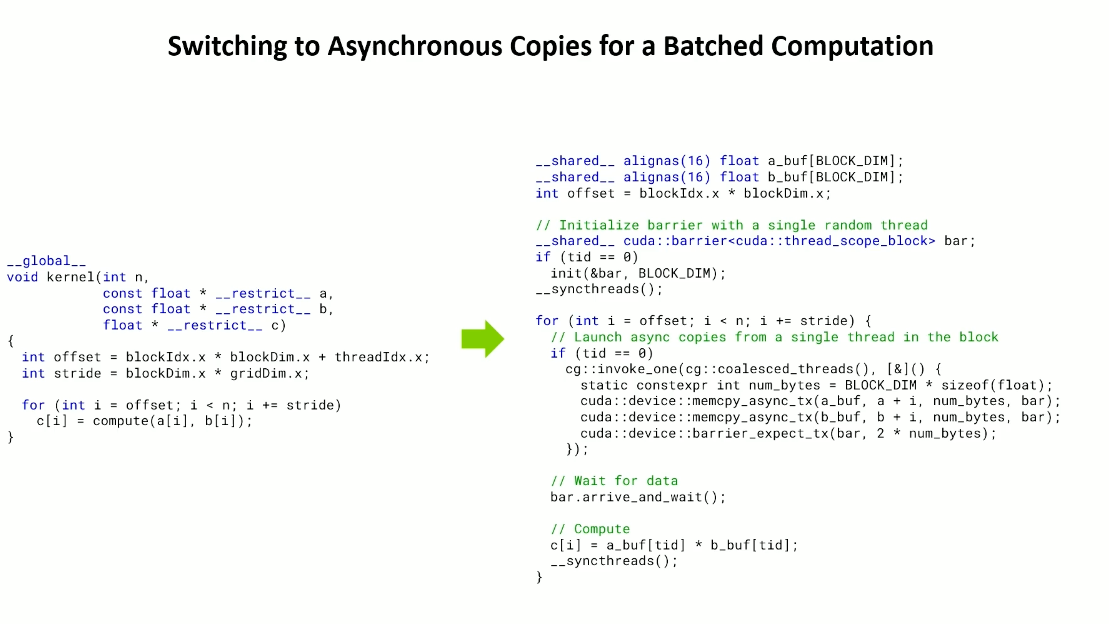 Switching to Asynchronous Copies for a Batched Computation
__global__
void kernel(int n,
            const float * __restrict__ a,
            const float * __restrict__ b,
            float * __restrict__ c)
{
  int offset = blockIdx.x * blockDim.x + threadIdx.x;
  int stride = blockDim.x * gridDim.x;
  for (int i = offset; i < n; i += stride)
    c[i] = compute(a[i], b[i]);
}
__shared__ alignas(16) float a_buf[BLOCK_DIM];
__shared__ alignas(16) float b_buf[BLOCK_DIM];
int offset = blockIdx.x * blockDim.x;
// Initialize barrier with a single random thread
__shared__ cuda::barrier<cuda::thread_scope_block> bar;
if (tid == 0)
  init(&bar, BLOCK_DIM);
__syncthreads();
for (int i = offset; i < n; i += stride) {
  // Launch async copies from a single thread in the block
  if (tid == 0)
    cg::invoke_one(cg::coalesced_threads(), [&]() {
      static constexpr int num_bytes = BLOCK_DIM * sizeof(float);
      cuda::device::memcpy_async_tx(a_buf, a + i, num_bytes, bar);
      cuda::device::memcpy_async_tx(b_buf, b + i, num_bytes, bar);
      cuda::device::barrier_expect_tx(bar, 2 * num_bytes);
    });
  // Wait for data
  bar.arrive_and_wait();
  // Compute
  c[i] = a_buf[tid] * b_buf[tid];
  __syncthreads();
}